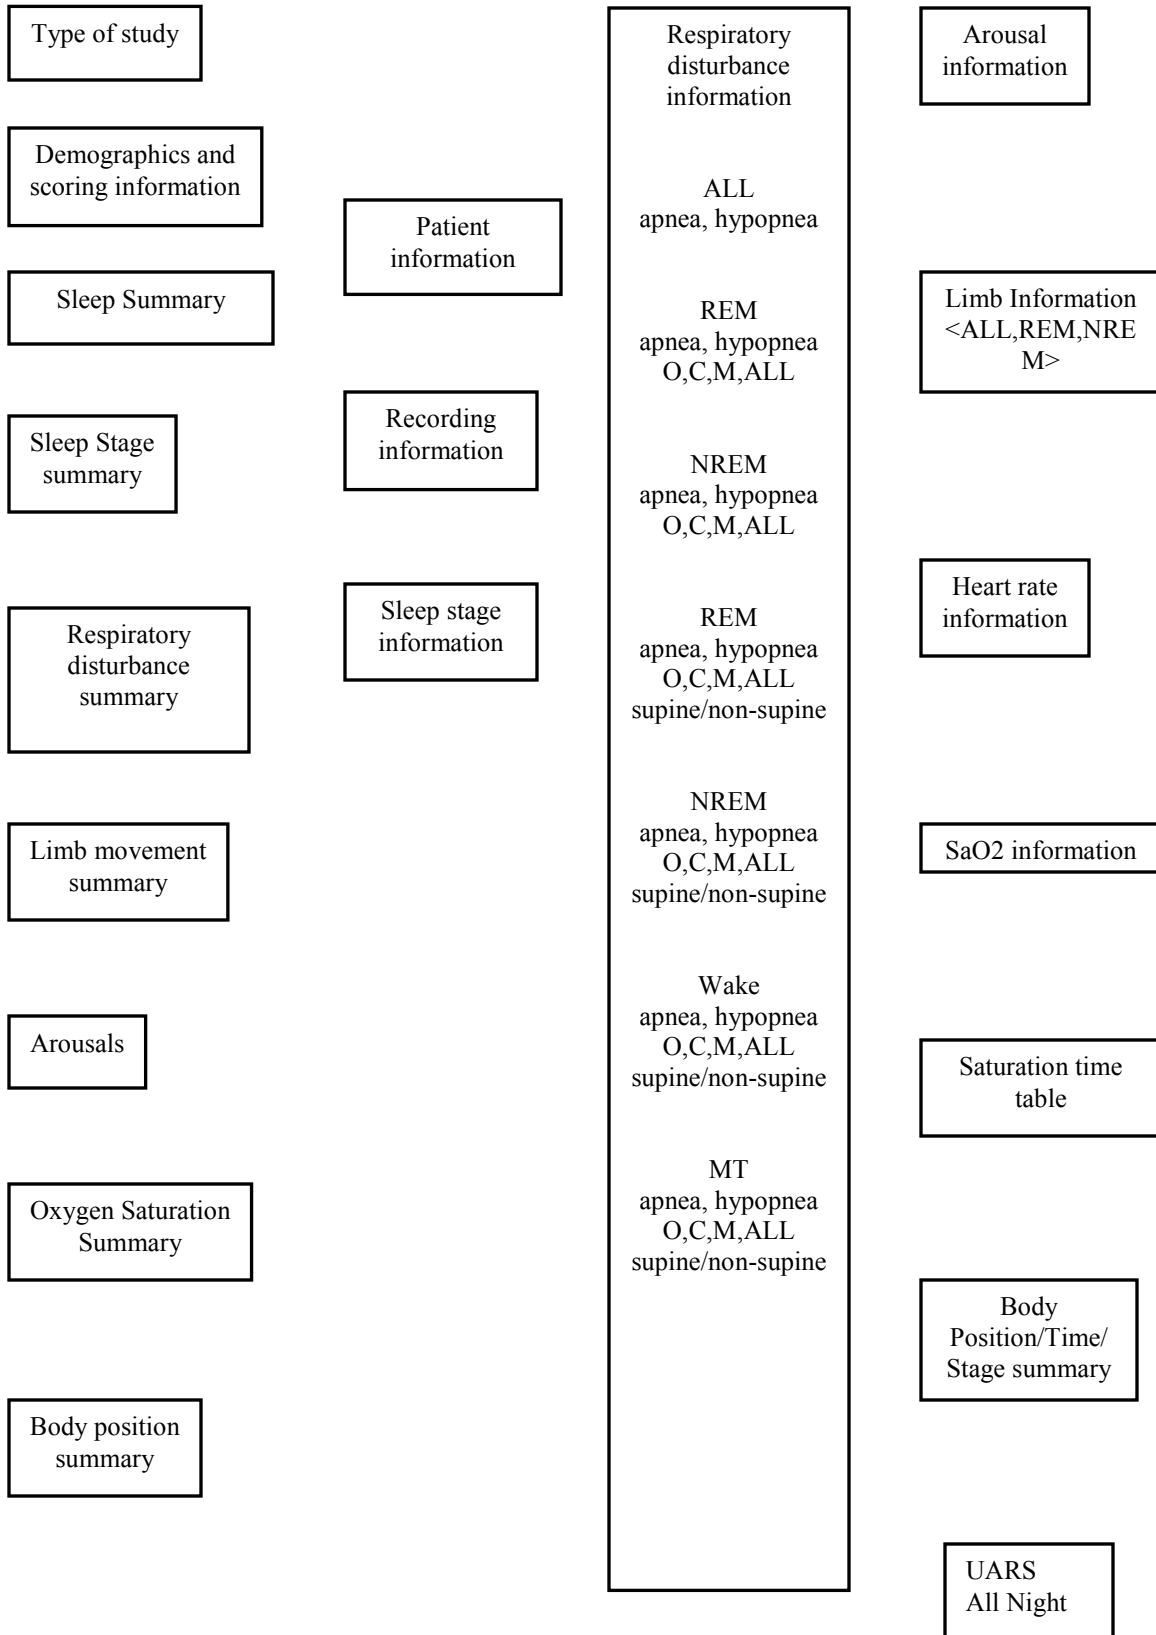 Type of study
Demographics and
scoring information
Sleep Summary
Sleep Stage
summary
Respiratory
disturbance
summary
Limb movement
summary
Arousals
Oxygen Saturation
Summary
Body position
summary
Patient
information
Recording
information
Sleep stage
information
Respiratory
disturbance
information
ALL
apnea, hypopnea
REM
apnea, hypopnea
O,C,M,ALL
NREM
apnea, hypopnea
O,C,M,ALL
REM
apnea, hypopnea
O,C,M,ALL
supine/non-supine
NREM
apnea, hypopnea
O,C,M,ALL
supine/non-supine
Wake
apnea, hypopnea
O,C,M,ALL
supine/non-supine
MT
apnea, hypopnea
O,C,M,ALL
supine/non-supine
Arousal
information
Limb Information
<ALL,REM,NRE
M>
Heart rate
information
SaO2 information
Saturation time
table
Body
Position/Time/
Stage summary
UARS
All Night